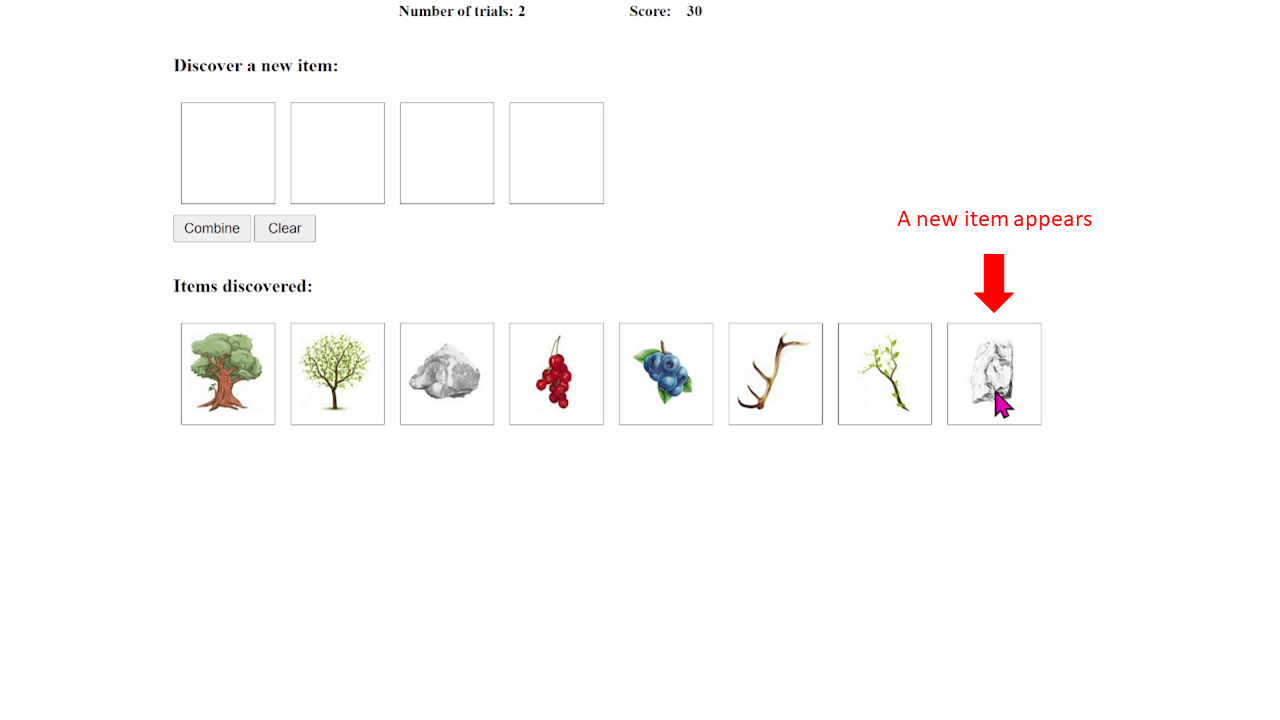 Number of trials: 2 Score: 30
Discover a new item:
Combine Clear
A new item appears
Items discovered: